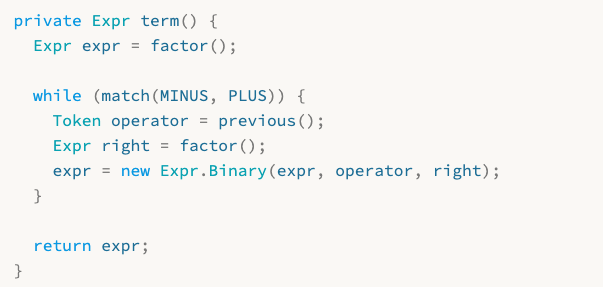 private Expr term() {
  Expr expr = factor();

  while (match(MINUS, PLUS)) {
    Token operator = previous();
    Expr right = factor();
    expr = new Expr.Binary(expr, operator, right);
  }

  return expr;
}